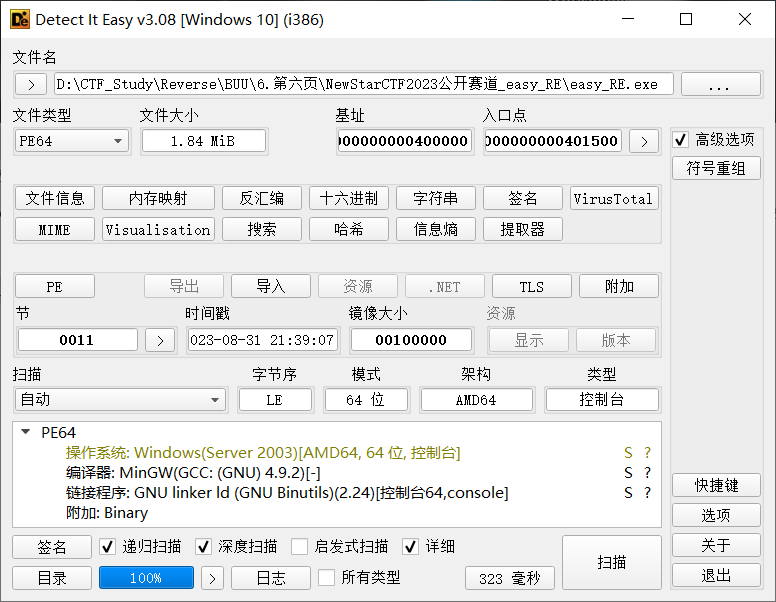 Detect It Easy v3.08 [Windows 10] (i386)
文件名
> D:\CTF_Study\Reverse\BUU\6.第六页\NewStarCTF2023公开赛道_easy_RE\easy_RE.exe ...
文件类型 文件大小 基址 入口点
PE64 1.84 MiB 000000000400000 000000000401500 > 高级选项
符号重组
文件信息 内存映射 反汇编 十六进制 字符串 签名 VirusTotal
MIME Visualisation 搜索 哈希 信息熵 提取器
PE 导出 导入 资源 .NET TLS 附加
节 时间戳 镜像大小 资源
0011 > 023-08-31 21:39:07 00100000 显示 版本
扫描 字节序 模式 架构 类型
自动 LE 64 位 AMD64 控制台
PE64
操作系统: Windows(Server 2003)[AMD64, 64 位, 控制台] S ?
编译器: MinGW(GCC: (GNU) 4.9.2)[-] S ?
链接程序: GNU linker ld (GNU Binutils)(2.24)[控制台64,console] S ?
附加: Binary
快捷键
选项
关于
退出
签名 递归扫描 深度扫描 启发式扫描 详细
扫描
目录 100% > 日志 所有类型 323 毫秒